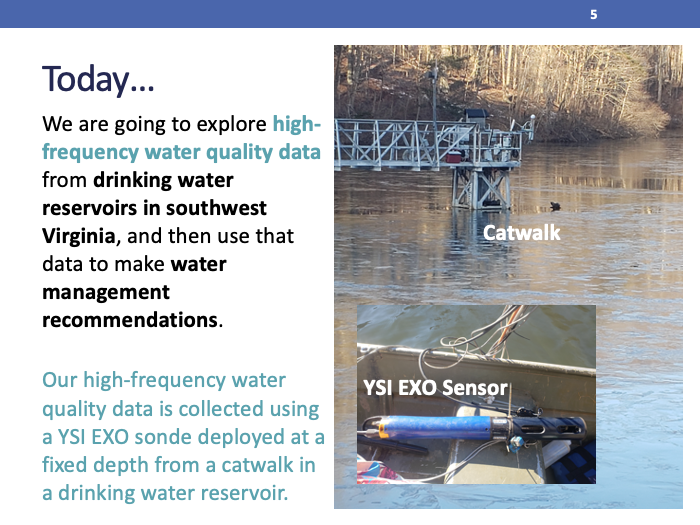 5
Today…
We are going to explore high-
frequency water quality data
from drinking water
reservoirs in southwest
Virginia, and then use that
data to make water
management
recommendations.
Our high-frequency water
quality data is collected using
a YSI EXO sonde deployed at a
fixed depth from a catwalk in
a drinking water reservoir.
Catwalk
YSI EXO Sensor